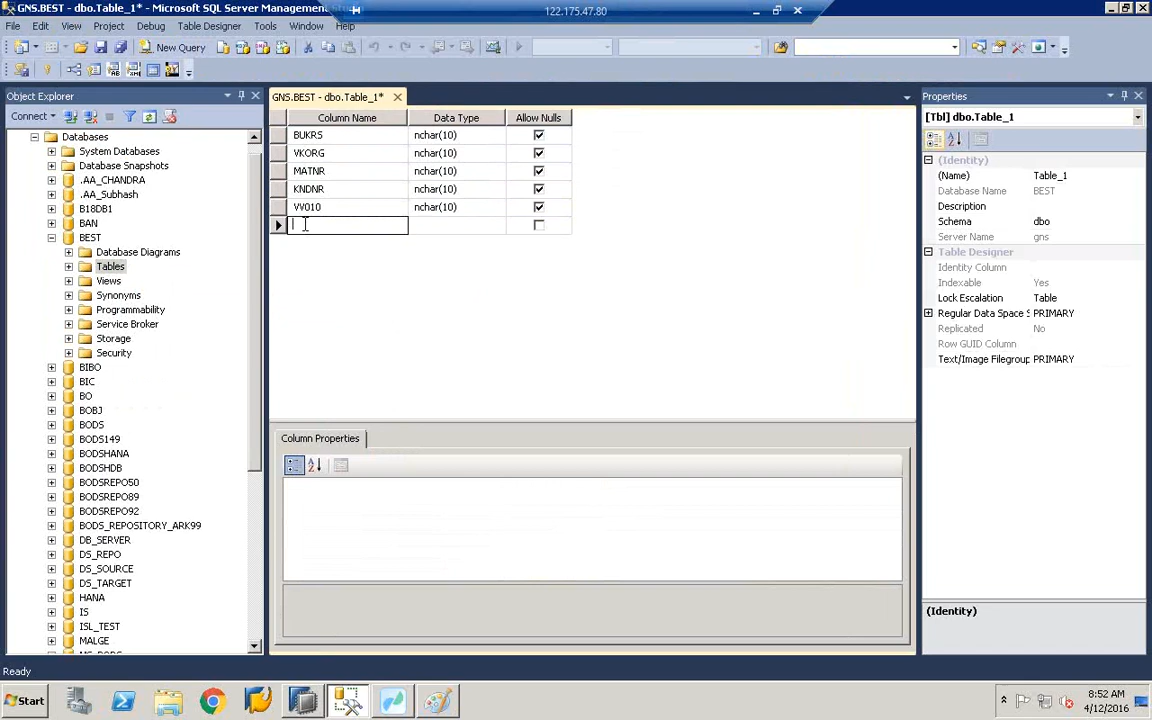 GNS.BEST - dbo.Table_1* - Microsoft SQL Server Management
122.175.47.80
File Edit View Project Debug Table Designer Tools Window Help
New Query
Object Explorer
Connect
Databases
System Databases
Database Snapshots
.AA_CHANDRA
.AA_Subhash
B18DB1
BAN
BEST
Database Diagrams
Tables
Views
Synonyms
Programmability
Service Broker
Storage
Security
BIBO
BIC
BO
BOBJ
BODS
BODS149
BODSHANA
BODSHDB
BODSREPO50
BODSREPO89
BODSREPO92
BODS_REPOSITORY_ARK99
DB_SERVER
DS_REPO
DS_SOURCE
DS_TARGET
HANA
IS
ISL_TEST
MALGE
GNS.BEST - dbo.Table_1*
Column Name Data Type Allow Nulls
BUKRS nchar(10)
VKORG nchar(10)
MATNR nchar(10)
KNDNR nchar(10)
VV010 nchar(10)
Column Properties
Properties
[Tbl] dbo.Table_1
(Identity)
(Name) Table_1
Database Name BEST
Description
Schema dbo
Server Name gns
Table Designer
Identity Column
Indexable Yes
Lock Escalation Table
Regular Data Space S PRIMARY
Replicated No
Row GUID Column
Text/Image Filegroup PRIMARY
(Identity)
Ready
Start
8:52 AM
4/12/2016